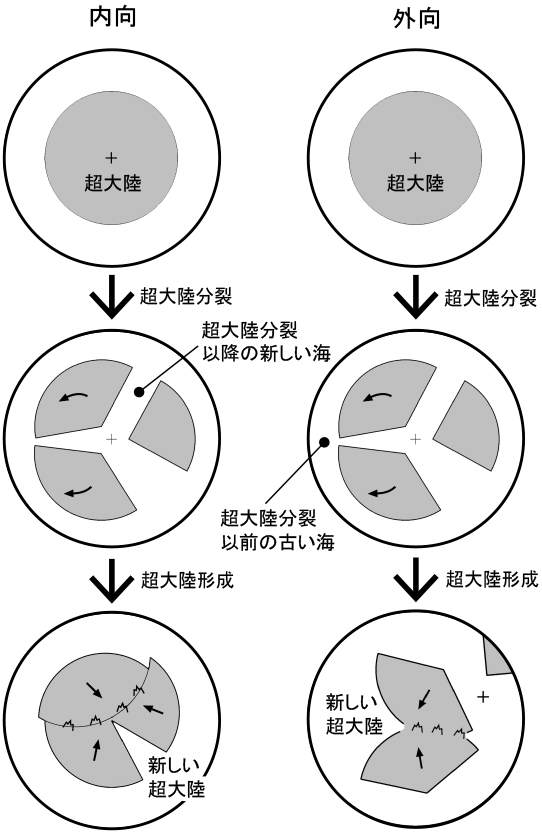 内向
外向
超大陸
超大陸
超大陸分裂
超大陸分裂
超大陸分裂
以降の新しい海
超大陸分裂
以前の古い海
超大陸形成
超大陸形成
新しい
超大陸
新しい
超大陸